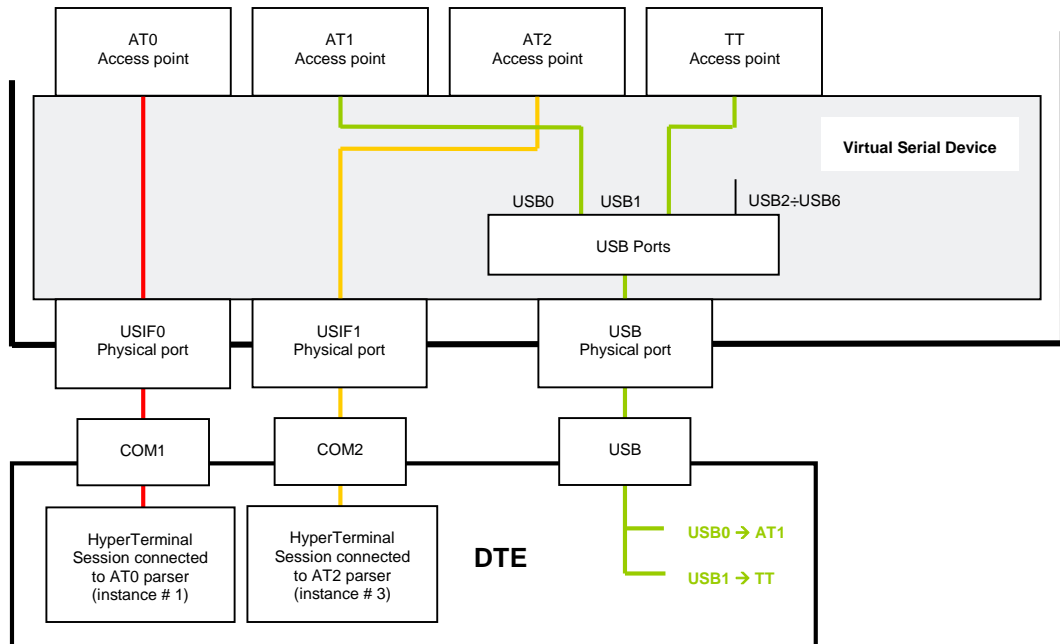 AT0
Access point
AT1
Access point
AT2
Access point
TT
Access point
Virtual Serial Device
USB0
USB1
USB2÷USB6
USB Ports
USIF0
Physical port
USIF1
Physical port
USB
Physical port
COM1
COM2
USB
HyperTerminal
Session connected
to AT0 parser
(instance # 1)
HyperTerminal
Session connected
to AT2 parser
(instance # 3)
DTE
USB0 → AT1
USB1 → TT